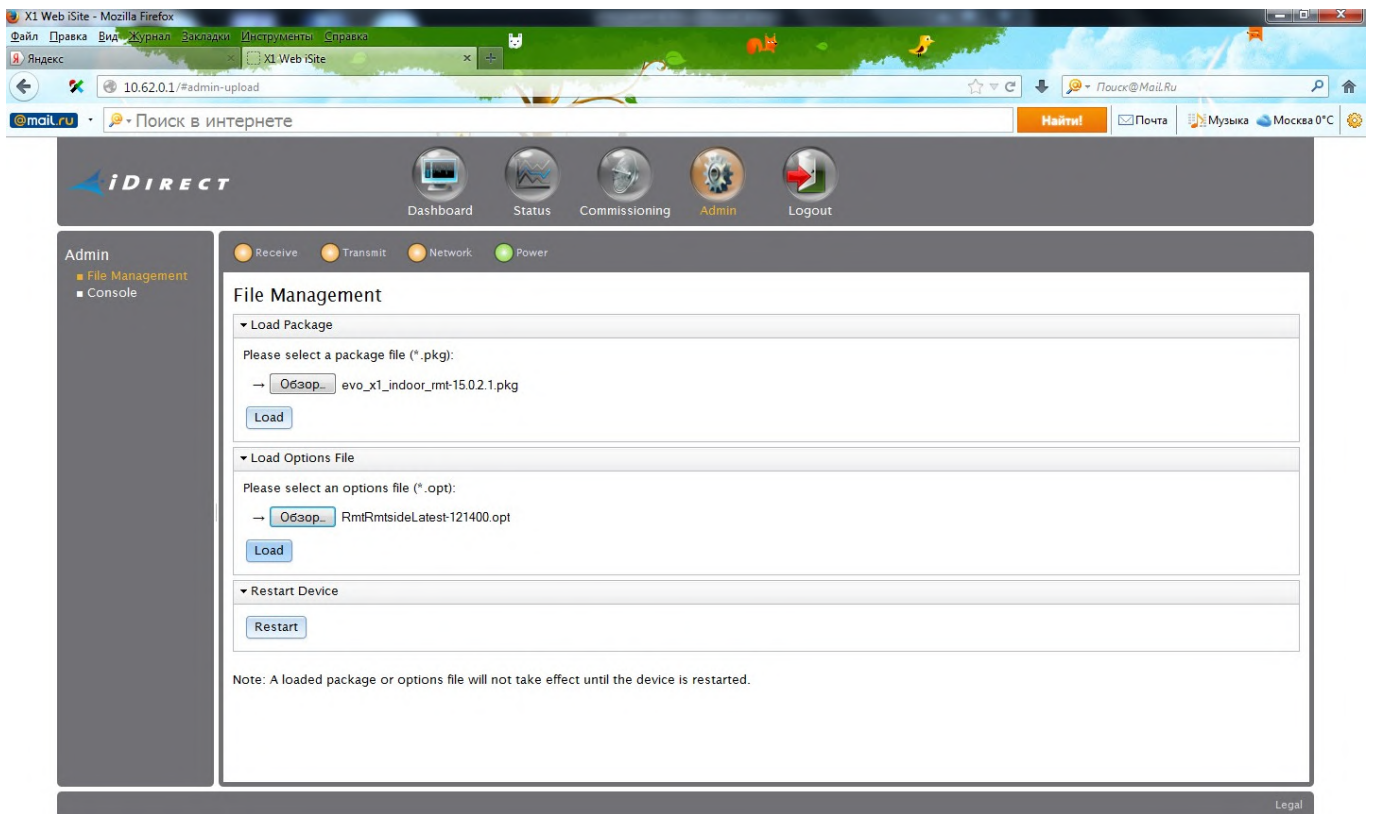 X1 Web iSite - Mozilla Firefox
Файл Правка Вид Журнал Закладки Инструменты Справка
Яндекс X1 Web iSite
10.62.0.1/#admin-upload Поиск@Mail.Ru
@mail.ru Поиск в интернете Найти! Почта Музыка Москва 0°C
iDIRECT
Dashboard Status Commissioning Admin Logout
Admin
File Management
Console
Receive Transmit Network Power
File Management
Load Package
Please select a package file (*.pkg):
→ Обзор... evo_x1_indoor_rmt-15.0.2.1.pkg
Load
Load Options File
Please select an options file (*.opt):
→ Обзор... RmtRmtsideLatest-121400.opt
Load
Restart Device
Restart
Note: A loaded package or options file will not take effect until the device is restarted.
Legal